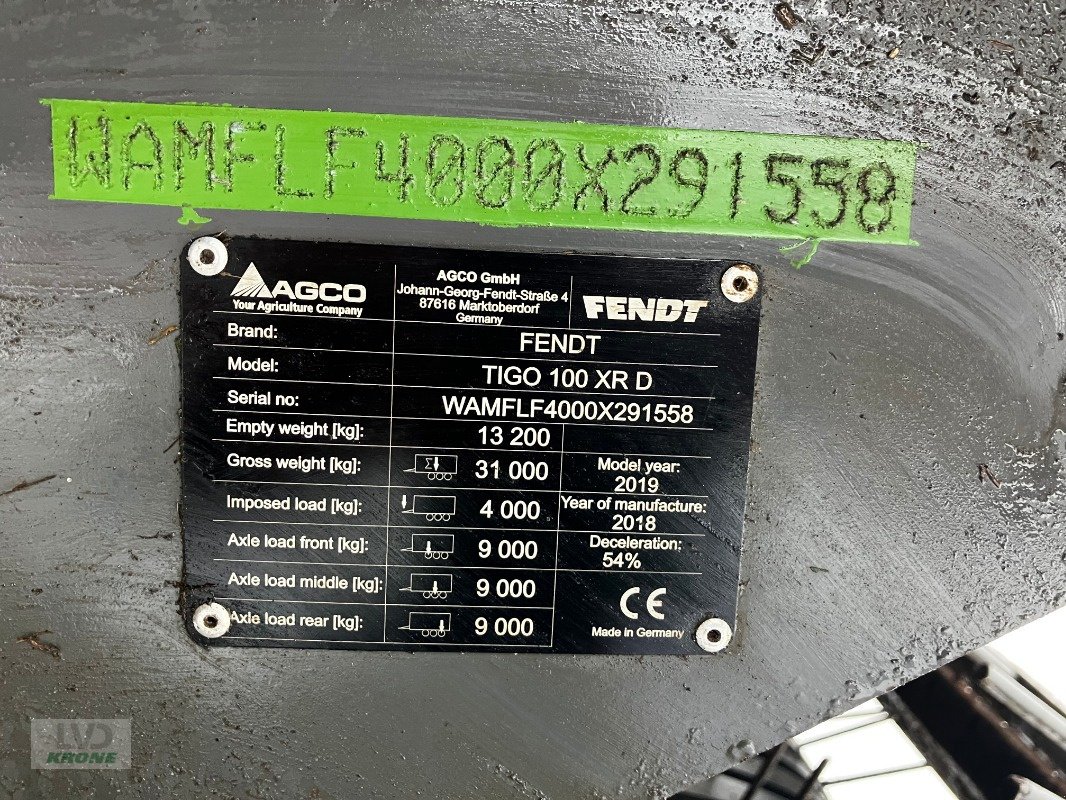 WAMFLF4000X291558
AGCO
Your Agriculture Company
AGCO GmbH
Johann-Georg-Fendt-Straße 4
87616 Marktoberdorf
Germany
FENDT
Brand: FENDT
Model: TIGO 100 XR D
Serial no: WAMFLF4000X291558
Empty weight [kg]: 13 200
Gross weight [kg]: Σ 31 000
Model year:
2019
Imposed load [kg]: 4 000
Year of manufacture:
2018
Axle load front [kg]: 9 000
Deceleration:
54%
Axle load middle [kg]: 9 000
Axle load rear [kg]: 9 000
CE
Made in Germany
LVD
KRONE